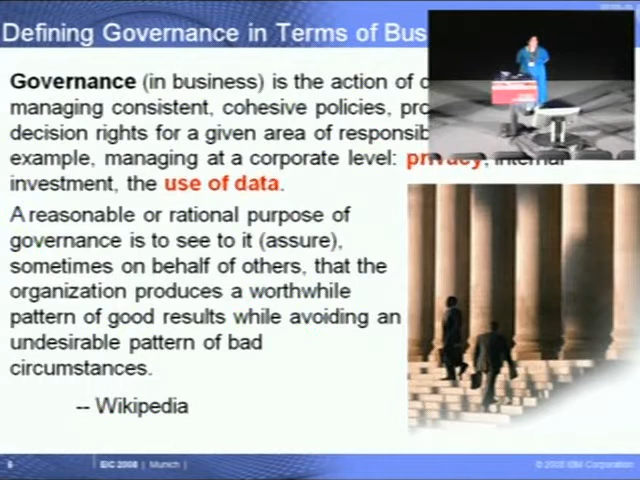 Defining Governance in Terms of Bus
Governance (in business) is the action of
managing consistent, cohesive policies,
decision rights for a given area of
example, managing at a corporate level: privacy, internal
investment, the use of data.
A reasonable or rational purpose of
governance is to see to it (assure),
sometimes on behalf of others, that the
organization produces a worthwhile
pattern of good results while avoiding an
undesirable pattern of bad
circumstances.
-- Wikipedia
EIC 2008 | Munich |
© 2008 IBM Corporation